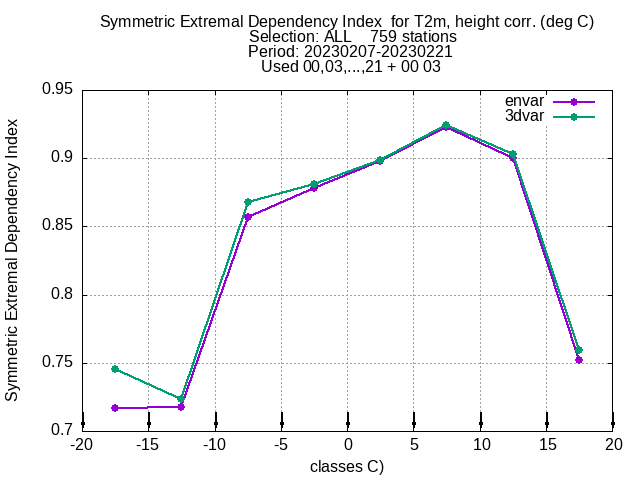 Symmetric Extremal Dependency Index  for T2m, height corr. (deg C)
Selection: ALL    759 stations
Period: 20230207-20230221
Used 00,03,...,21 + 00 03
envar
3dvar
Symmetric Extremal Dependency Index
0.95
0.9
0.85
0.8
0.75
0.7
-20 -15 -10 -5 0 5 10 15 20
classes C)